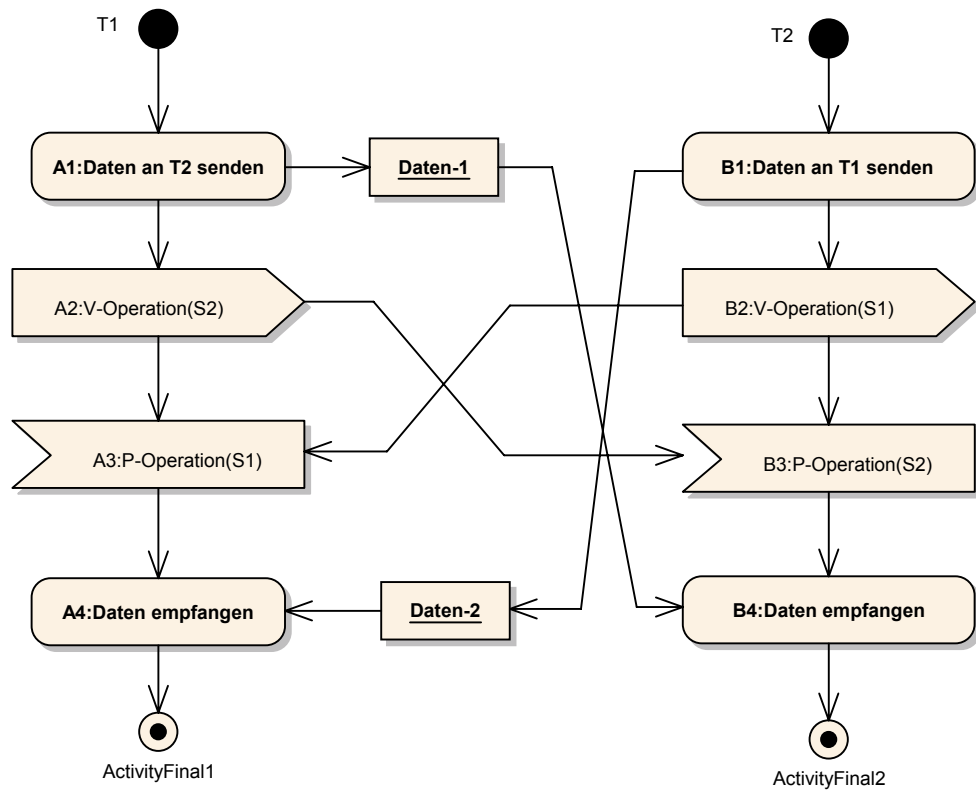 T1
T2
A1:Daten an T2 senden
Daten-1
B1:Daten an T1 senden
A2:V-Operation(S2)
B2:V-Operation(S1)
A3:P-Operation(S1)
B3:P-Operation(S2)
A4:Daten empfangen
Daten-2
B4:Daten empfangen
ActivityFinal1
ActivityFinal2